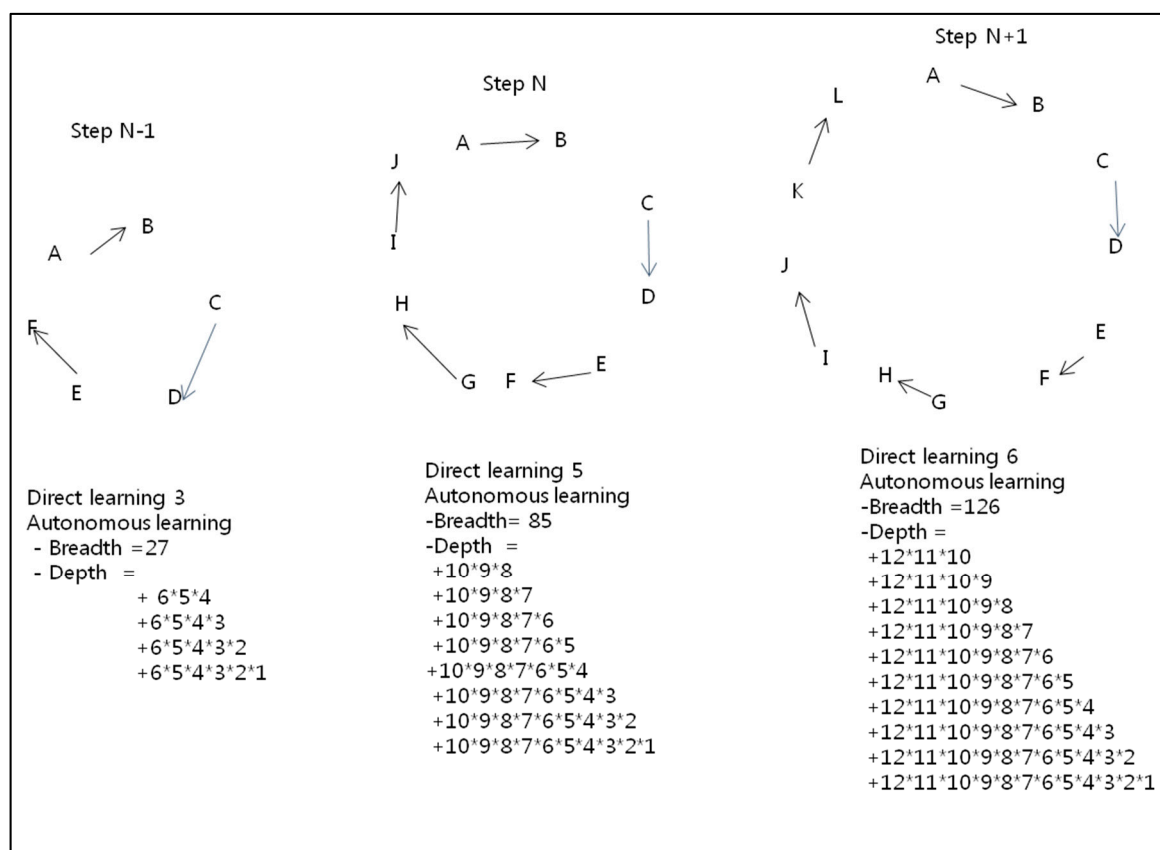 Step N-1
A
B
C
D
E
F
Direct learning 3
Autonomous learning
- Breadth =27
- Depth =
+ 6*5*4
+6*5*4*3
+6*5*4*3*2
+6*5*4*3*2*1
Step N
A
B
C
D
E
F
G
H
I
J
Direct learning 5
Autonomous learning
-Breadth= 85
-Depth =
+10*9*8
+10*9*8*7
+10*9*8*7*6
+10*9*8*7*6*5
+10*9*8*7*6*5*4
+10*9*8*7*6*5*4*3
+10*9*8*7*6*5*4*3*2
+10*9*8*7*6*5*4*3*2*1
Step N+1
A
B
C
D
E
F
G
H
I
J
K
L
Direct learning 6
Autonomous learning
-Breadth =126
-Depth =
+12*11*10
+12*11*10*9
+12*11*10*9*8
+12*11*10*9*8*7
+12*11*10*9*8*7*6
+12*11*10*9*8*7*6*5
+12*11*10*9*8*7*6*5*4
+12*11*10*9*8*7*6*5*4*3
+12*11*10*9*8*7*6*5*4*3*2
+12*11*10*9*8*7*6*5*4*3*2*1